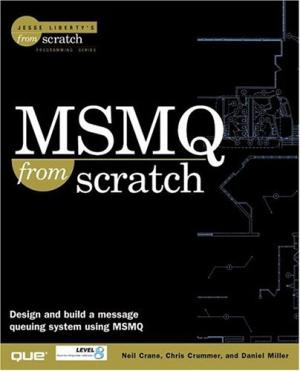 JESSE LIBERTY'S
from scratch
PROGRAMMING SERIES
MSMQ
from scratch
Design and build a message
queuing system using MSMQ
que
LEVEL
Neil Crane, Chris Crummer, and Daniel Miller